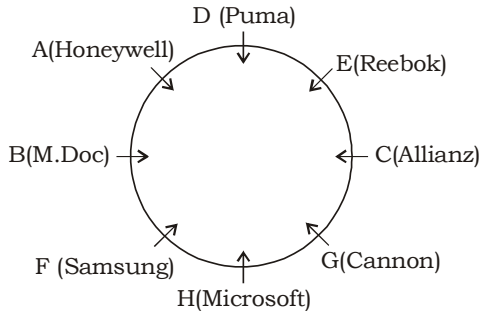 D (Puma)
A(Honeywell)
E(Reebok)
B(M.Doc)
C(Allianz)
F (Samsung)
G(Cannon)
H(Microsoft)